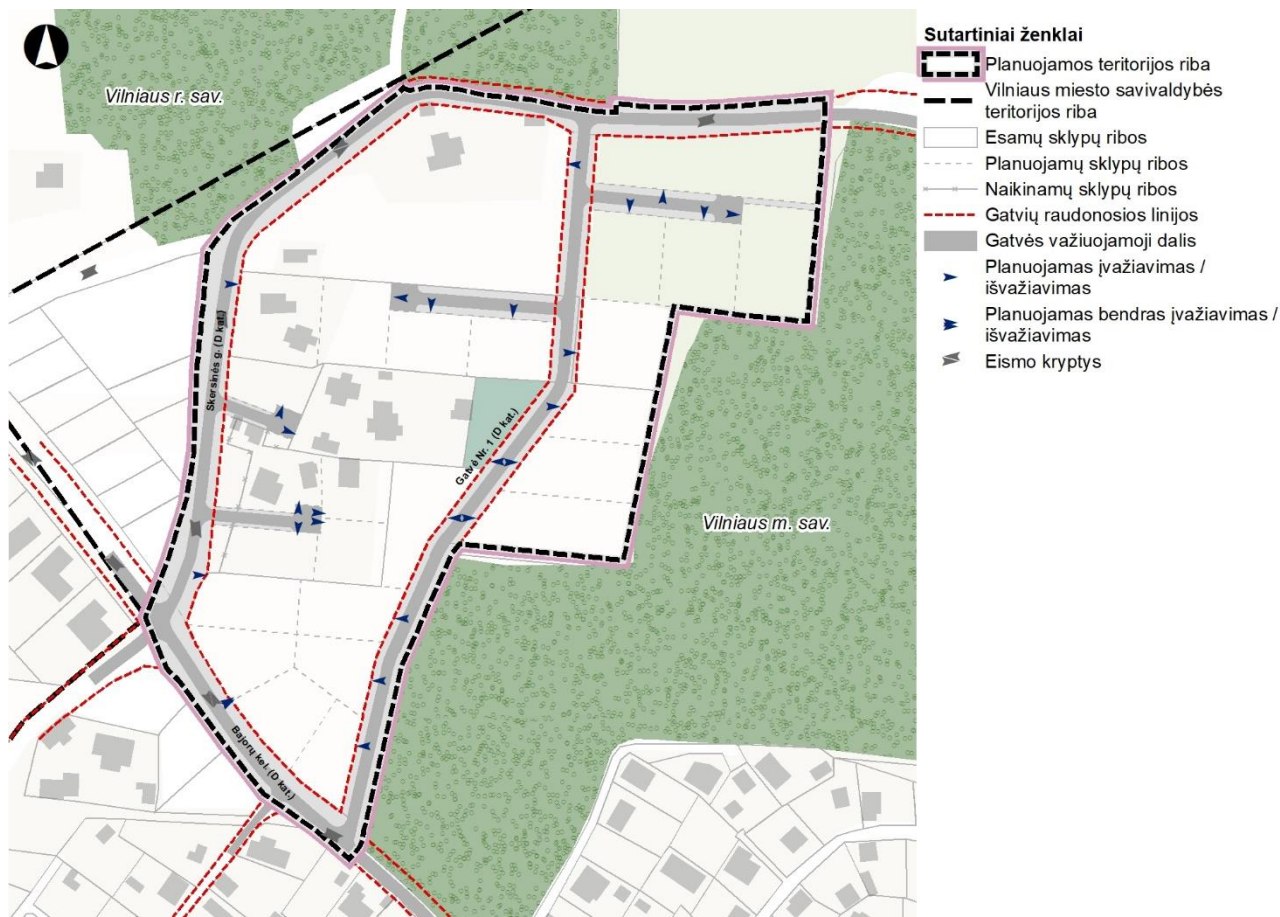 Vilniaus r. sav.
Skersinės g. (D kat.)
Gatvė Nr. 1 (D kat.)
Vilniaus m. sav.
Bajorų kel. (D kat.)
Sutartiniai ženklai
Planuojamos teritorijos riba
Vilniaus miesto savivaldybės
teritorijos riba
Esamų sklypų ribos
Planuojamų sklypų ribos
Naikinamų sklypų ribos
Gatvių raudonosios linijos
Gatvės važiuojamoji dalis
Planuojamas įvažiavimas /
išvažiavimas
Planuojamas bendras įvažiavimas /
išvažiavimas
Eismo kryptys